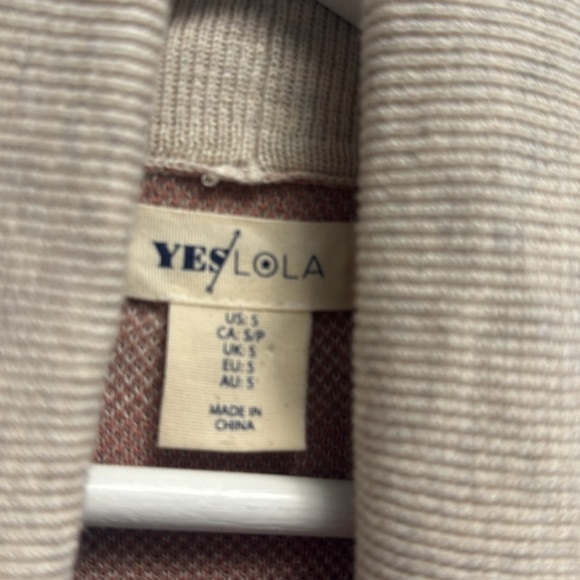 YES/LOLA
US: S
CA: S/P
UK: S
EU: S
AU: S
MADE IN
CHINA